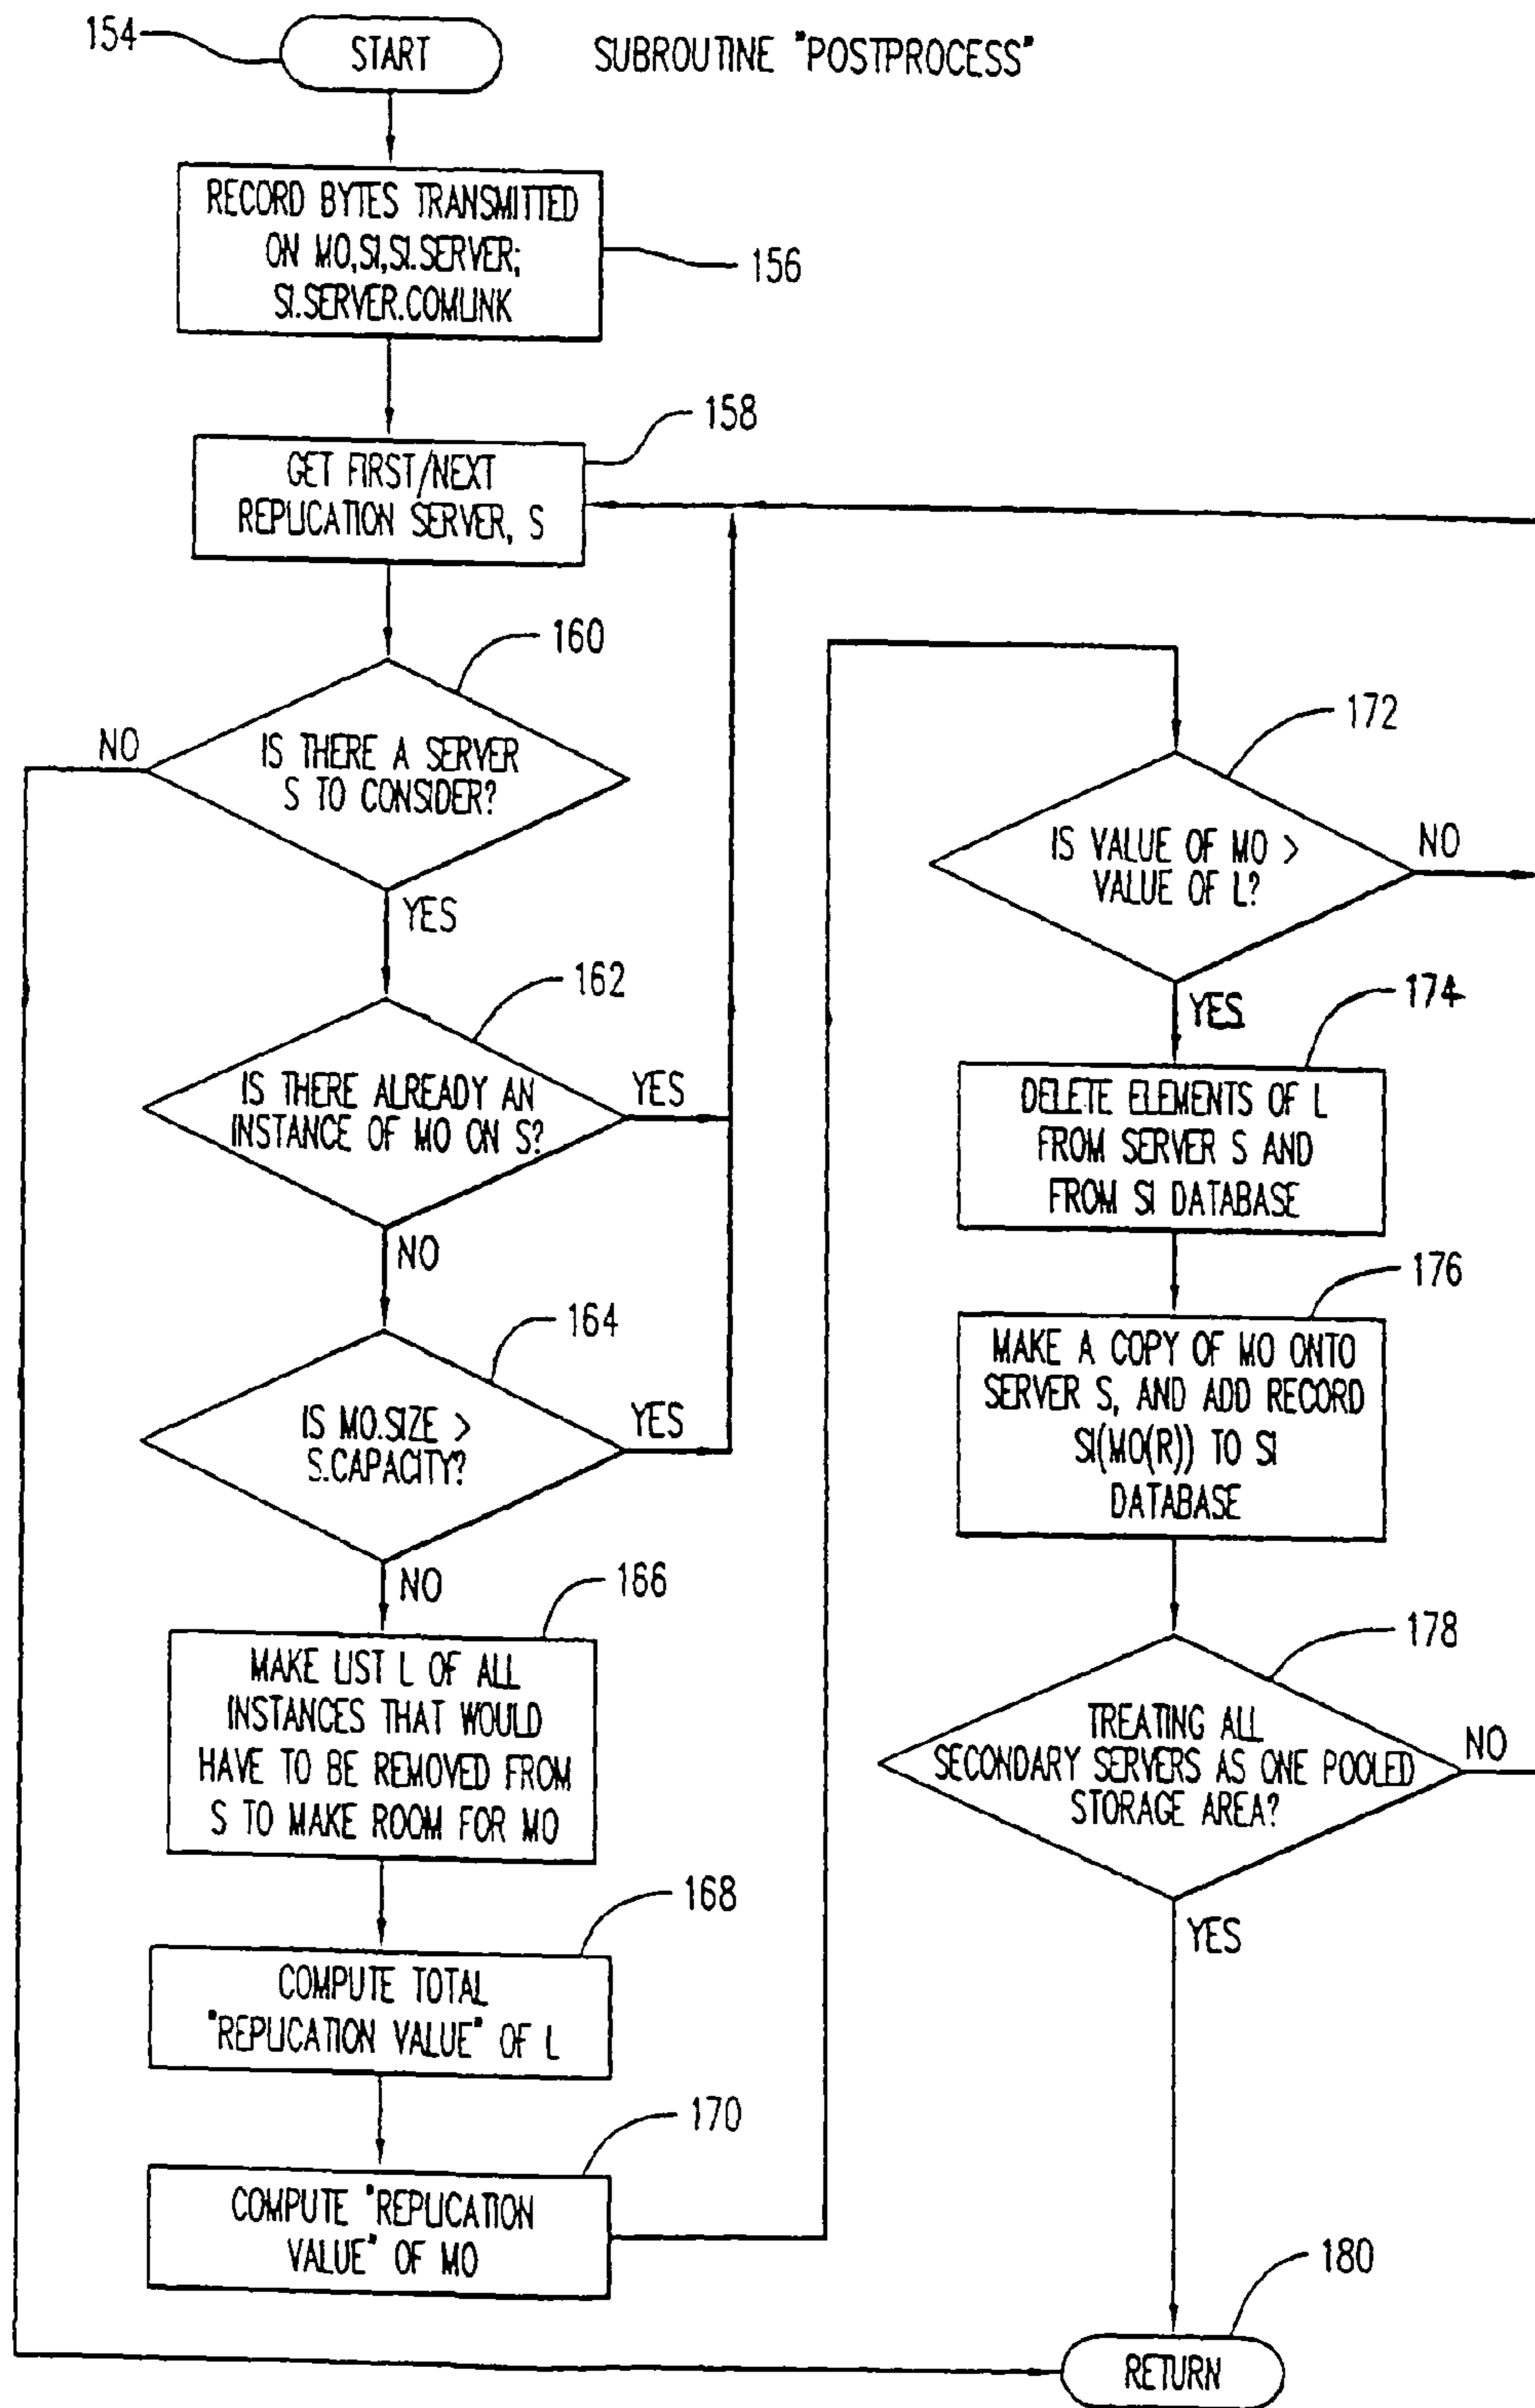 154
START
SUBROUTINE "POSTPROCESS"
RECORD BYTES TRANSMITTED
ON MO,SI,SI.SERVER;
SI.SERVER.COMLINK
156
158
GET FIRST/NEXT
REPLICATION SERVER, S
160
NO
IS THERE A SERVER
S TO CONSIDER?
YES
162
IS THERE ALREADY AN
INSTANCE OF MO ON S?
YES
NO
164
IS MO.SIZE >
S.CAPACITY?
YES
NO
166
MAKE LIST L OF ALL
INSTANCES THAT WOULD
HAVE TO BE REMOVED FROM
S TO MAKE ROOM FOR MO
168
COMPUTE TOTAL
"REPLICATION VALUE" OF L
170
COMPUTE "REPLICATION
VALUE" OF MO
172
IS VALUE OF MO >
VALUE OF L?
NO
YES
174
DELETE ELEMENTS OF L
FROM SERVER S AND
FROM SI DATABASE
176
MAKE A COPY OF MO ONTO
SERVER S, AND ADD RECORD
SI(MO(R)) TO SI
DATABASE
178
TREATING ALL
SECONDARY SERVERS AS ONE POOLED
STORAGE AREA?
NO
YES
180
RETURN